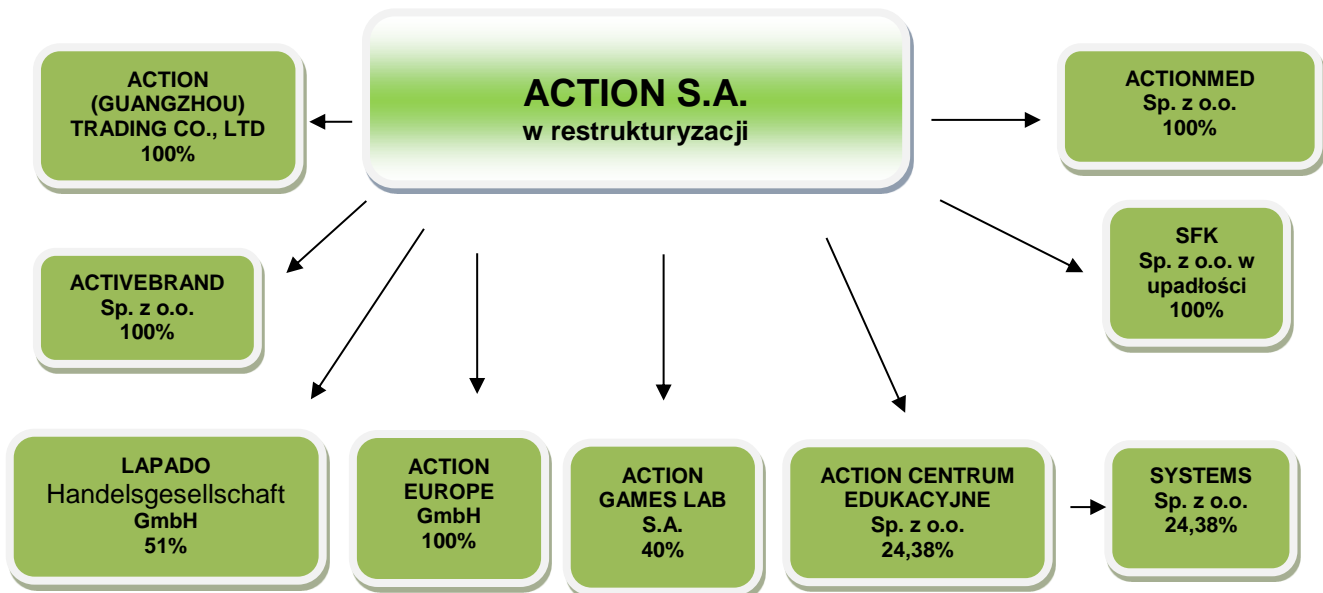 ACTION S.A.
w restrukturyzacji
ACTION
(GUANGZHOU)
TRADING CO., LTD
100%
ACTIONMED
Sp. z o.o.
100%
ACTIVEBRAND
Sp. z o.o.
100%
SFK
Sp. z o.o. w
upadłości
100%
LAPADO
Handelsgesellschaft
GmbH
51%
ACTION
EUROPE
GmbH
100%
ACTION
GAMES LAB
S.A.
40%
ACTION CENTRUM
EDUKACYJNE
Sp. z o.o.
24,38%
SYSTEMS
Sp. z o.o.
24,38%